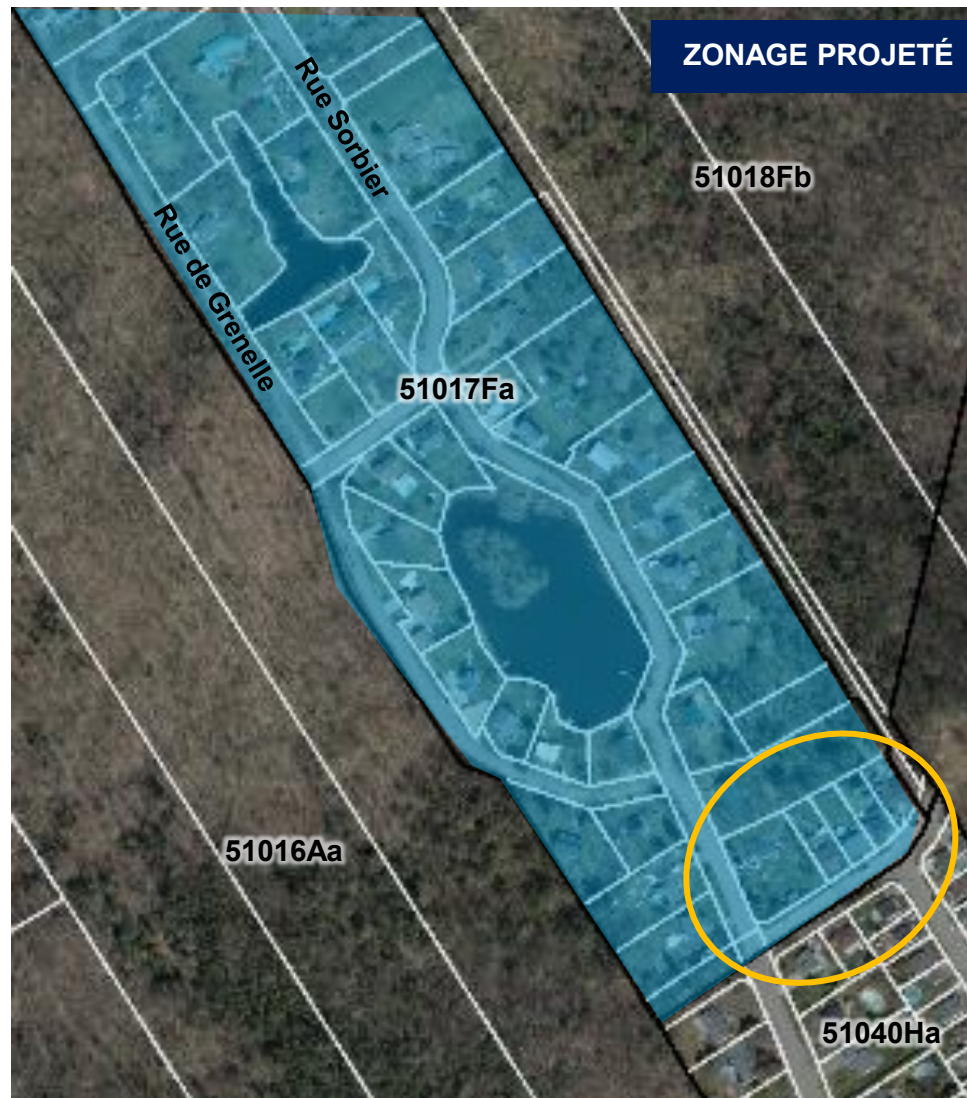 ZONAGE PROJETÉ
Rue Sorbier
51018Fb
Rue de Grenelle
51017Fa
51016Aa
51040Ha